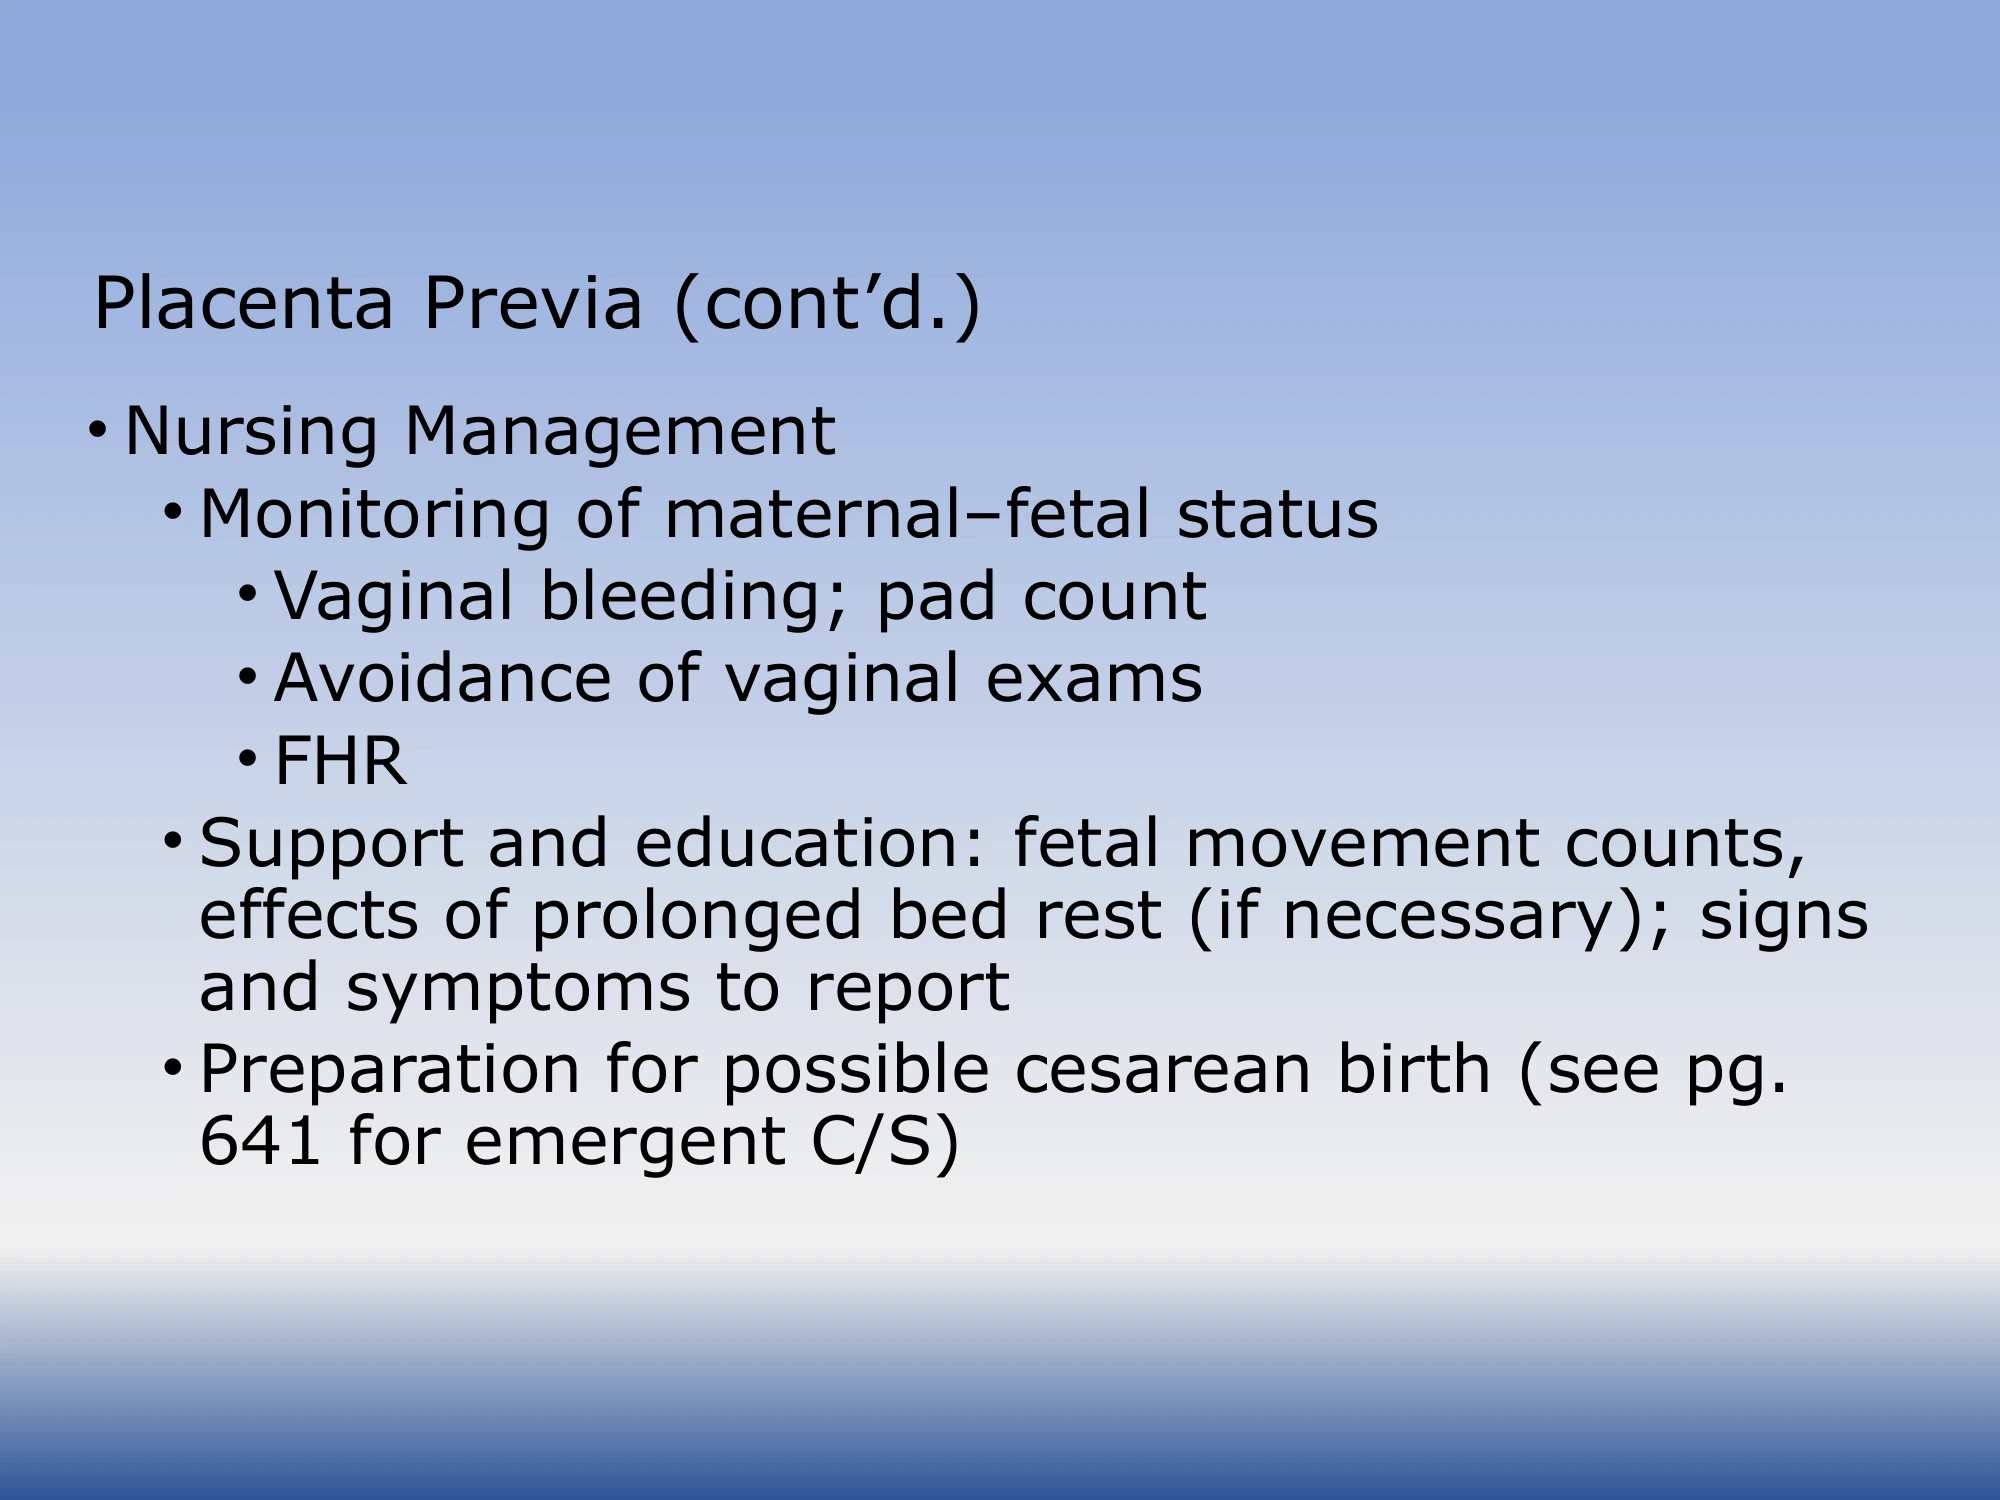 Placenta Previa (cont’d.)
• Nursing Management
• Monitoring of maternal–fetal status
• Vaginal bleeding; pad count
• Avoidance of vaginal exams
• FHR
• Support and education: fetal movement counts,
effects of prolonged bed rest (if necessary); signs
and symptoms to report
• Preparation for possible cesarean birth (see pg.
641 for emergent C/S)